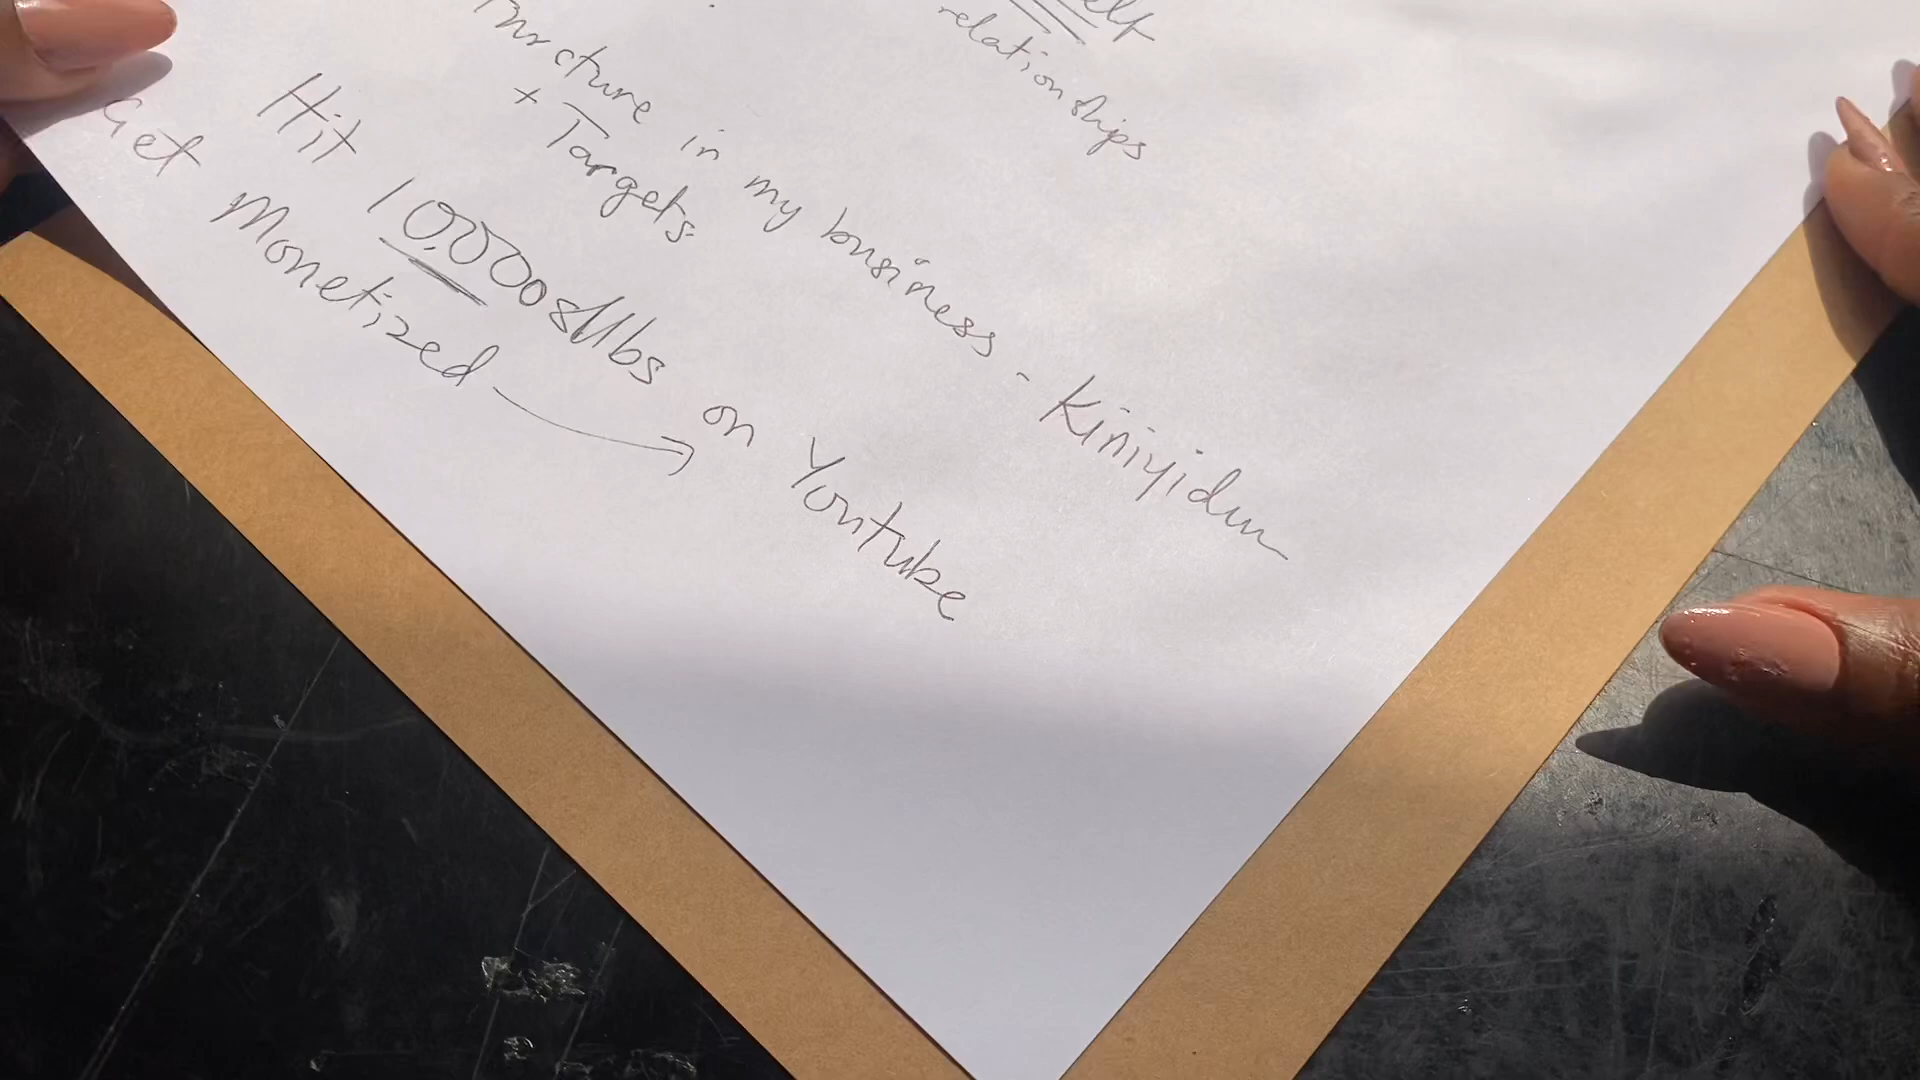 relationships
structure in my business - Kiniyidun
+ Targets
Hit 10,000 subs on Youtube
Get Monetized →